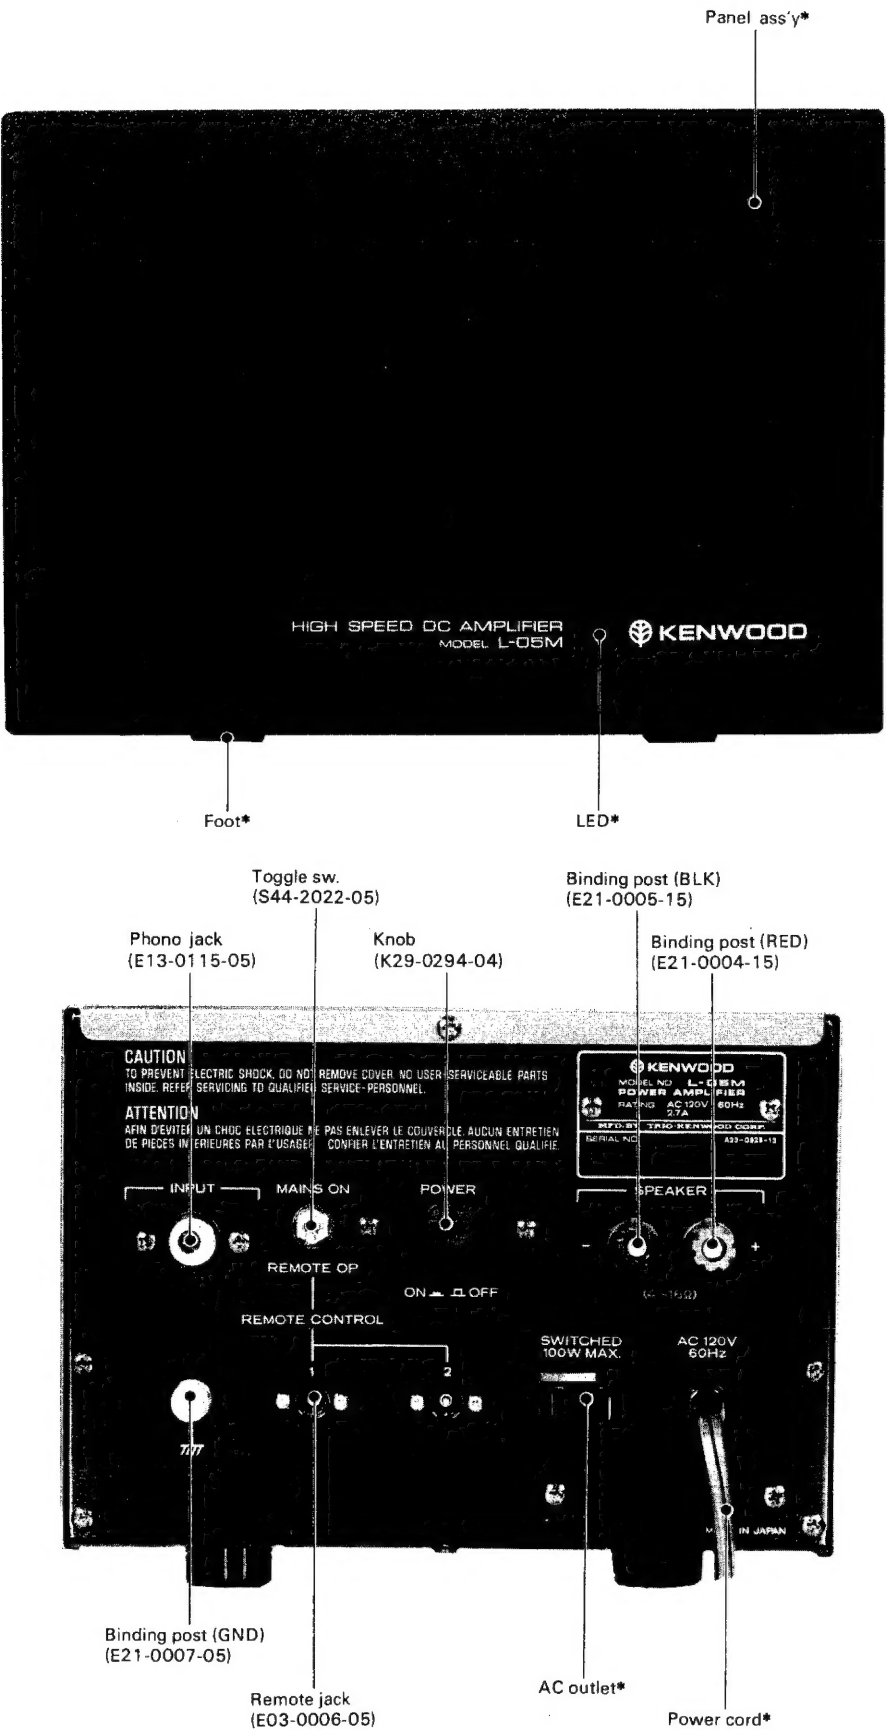 Panel ass'y*
HIGH SPEED DC AMPLIFIER
MODEL L-05M
KENWOOD
Foot*
LED*
Toggle sw.
(S44-2022-05)
Binding post (BLK)
(E21-0005-15)
Phono jack
(E13-0115-05)
Knob
(K29-0294-04)
Binding post (RED)
(E21-0004-15)
CAUTION
TO PREVENT ELECTRIC SHOCK, DO NOT REMOVE COVER. NO USER-SERVICEABLE PARTS
INSIDE. REFER SERVICING TO QUALIFIED SERVICE-PERSONNEL.
ATTENTION
AFIN D'EVITER UN CHOC ELECTRIQUE NE PAS ENLEVER LE COUVERCLE. AUCUN ENTRETIEN
DE PIECES INTERIEURES PAR L'USAGER. CONFIER L'ENTRETIEN AU PERSONNEL QUALIFIE.
KENWOOD
MODEL NO. L-05M
POWER AMPLIFIER
RATING AC 120V 60Hz
2.7A
MFD. BY TRIO-KENWOOD CORP.
SERIAL NO.
INPUT
MAINS ON
POWER
SPEAKER
- +
REMOTE OP
(4-16Ω)
ON OFF
REMOTE CONTROL
SWITCHED
100W MAX.
AC 120V
60Hz
1 2
IN JAPAN
Binding post (GND)
(E21-0007-05)
Remote jack
(E03-0006-05)
AC outlet*
Power cord*